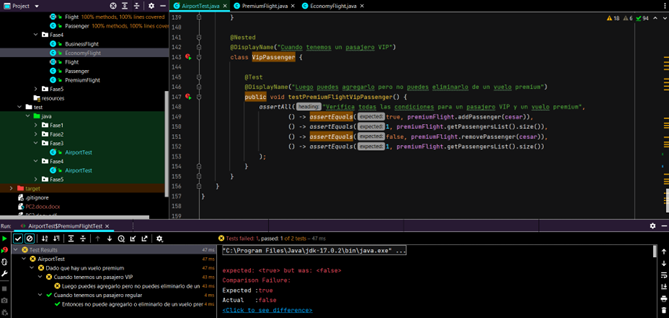 AirportTest.java
PremiumFlight.java
EconomyFlight.java
Project
Flight 100% methods, 100% lines covered
Passenger 100% methods, 100% lines covered
Fase4
BusinessFlight
EconomyFlight
Flight
Passenger
PremiumFlight
Fase5
resources
test
java
Fase1
Fase2
Fase3
AirportTest
Fase4
AirportTest
Fase5
target
.gitignore
PC2.docx.docx
18 6 94
139 }
140
141 @Nested
142 @DisplayName("Cuando tenemos un pasajero VIP")
143 class VipPassenger {
144
145 @Test
146 @DisplayName("Luego puedes agregarlo pero no puedes eliminarlo de un vuelo premium")
147 public void testPremiumFlightVipPassenger() {
148 assertAll( heading: "Verifica todas las condiciones para un pasajero VIP y un vuelo premium",
149 () -> assertEquals( expected: true, premiumFlight.addPassenger(cesar)),
150 () -> assertEquals( expected: 1, premiumFlight.getPassengersList().size()),
151 () -> assertEquals( expected: false, premiumFlight.removePassenger(cesar)),
152 () -> assertEquals( expected: 1, premiumFlight.getPassengersList().size())
153 );
154 }
155 }
156 }
157 }
158
Run: AirportTest$PremiumFlightTest
Tests failed: 1, passed: 1 of 2 tests - 47 ms
Test Results 47 ms
AirportTest 47 ms
Dado que hay un vuelo premium 47 ms
Cuando tenemos un pasajero VIP 43 ms
Luego puedes agregarlo pero no puedes eliminarlo de un 43 ms
Cuando tenemos un pasajero regular 4 ms
Entonces no puede agregarlo o eliminarlo de un vuelo prer 4 ms
"C:\Program Files\Java\jdk-17.0.2\bin\java.exe" ...
expected: <true> but was: <false>
Comparison Failure:
Expected :true
Actual :false
<Click to see difference>